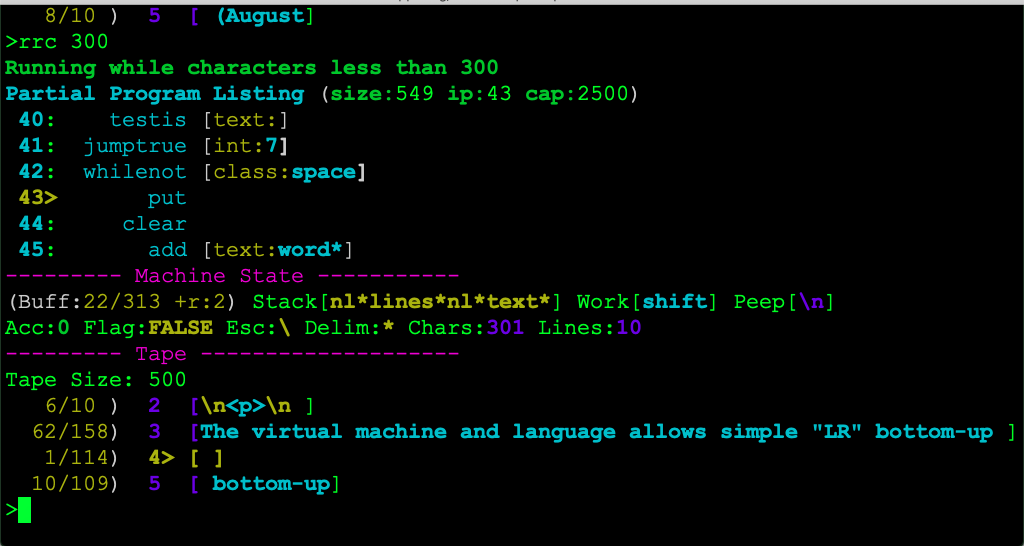 8/10 ) 5 [ (August]
>rrc 300
Running while characters less than 300
Partial Program Listing (size:549 ip:43 cap:2500)
40: testis [text:]
41: jumptrue [int:7]
42: whilenot [class:space]
43> put
44: clear
45: add [text:word*]
--------- Machine State -----------
(Buff:22/313 +r:2) Stack[nl*lines*nl*text*] Work[shift] Peep[\n]
Acc:0 Flag:FALSE Esc:\ Delim:* Chars:301 Lines:10
--------- Tape --------------------
Tape Size: 500
6/10 ) 2 [\n<p>\n ]
62/158) 3 [The virtual machine and language allows simple "LR" bottom-up ]
1/114) 4> [ ]
10/109) 5 [ bottom-up]
>